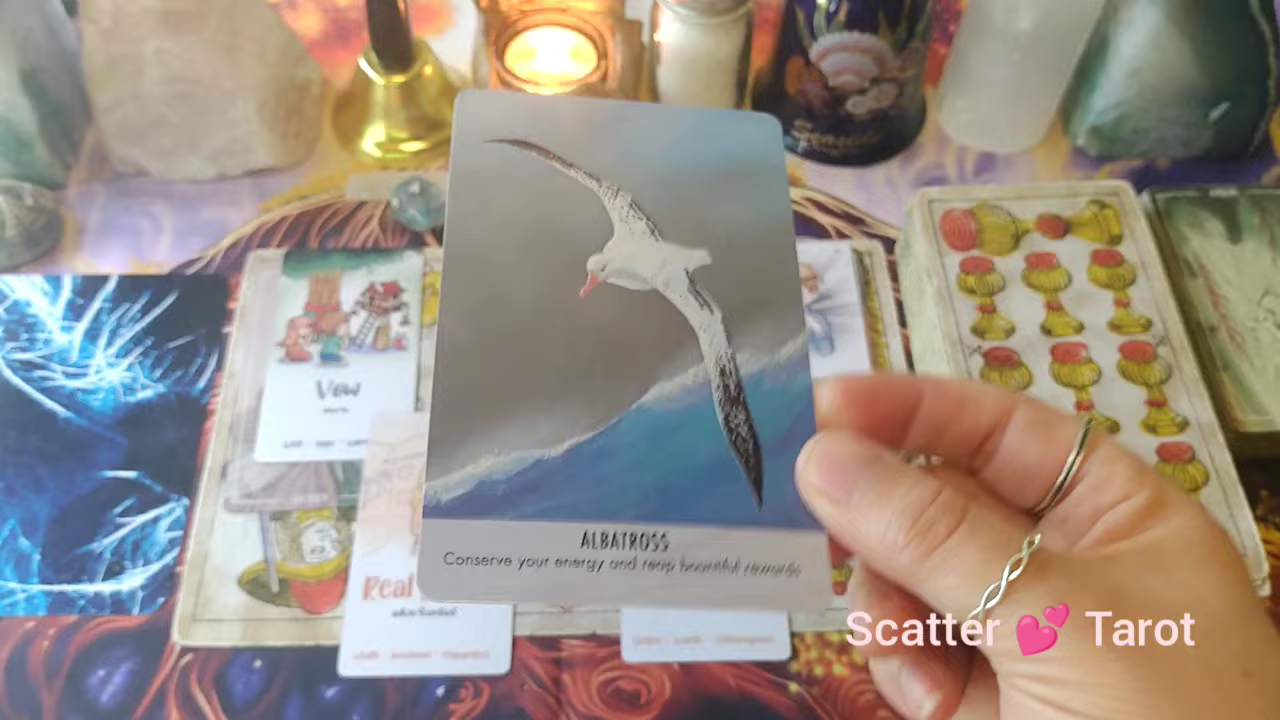 Vow
Real
ALBATROSS
Conserve your energy and reap bountiful rewards
Scatter 💕 Tarot